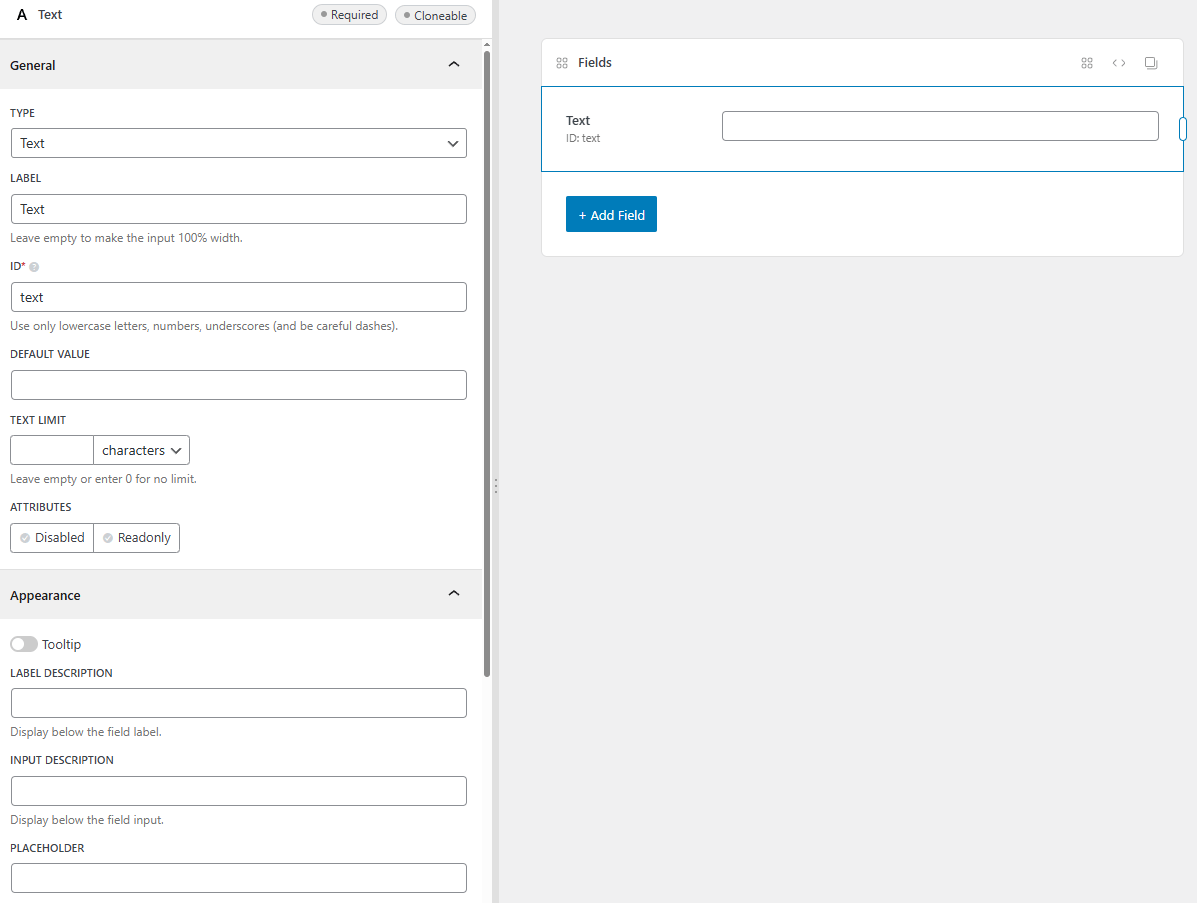 A Text Required Cloneable
General
TYPE
Text
LABEL
Text
Leave empty to make the input 100% width.
ID* ?
text
Use only lowercase letters, numbers, underscores (and be careful dashes).
DEFAULT VALUE
TEXT LIMIT
characters
Leave empty or enter 0 for no limit.
ATTRIBUTES
Disabled Readonly
Appearance
Tooltip
LABEL DESCRIPTION
Display below the field label.
INPUT DESCRIPTION
Display below the field input.
PLACEHOLDER
Fields
Text
ID: text
+ Add Field